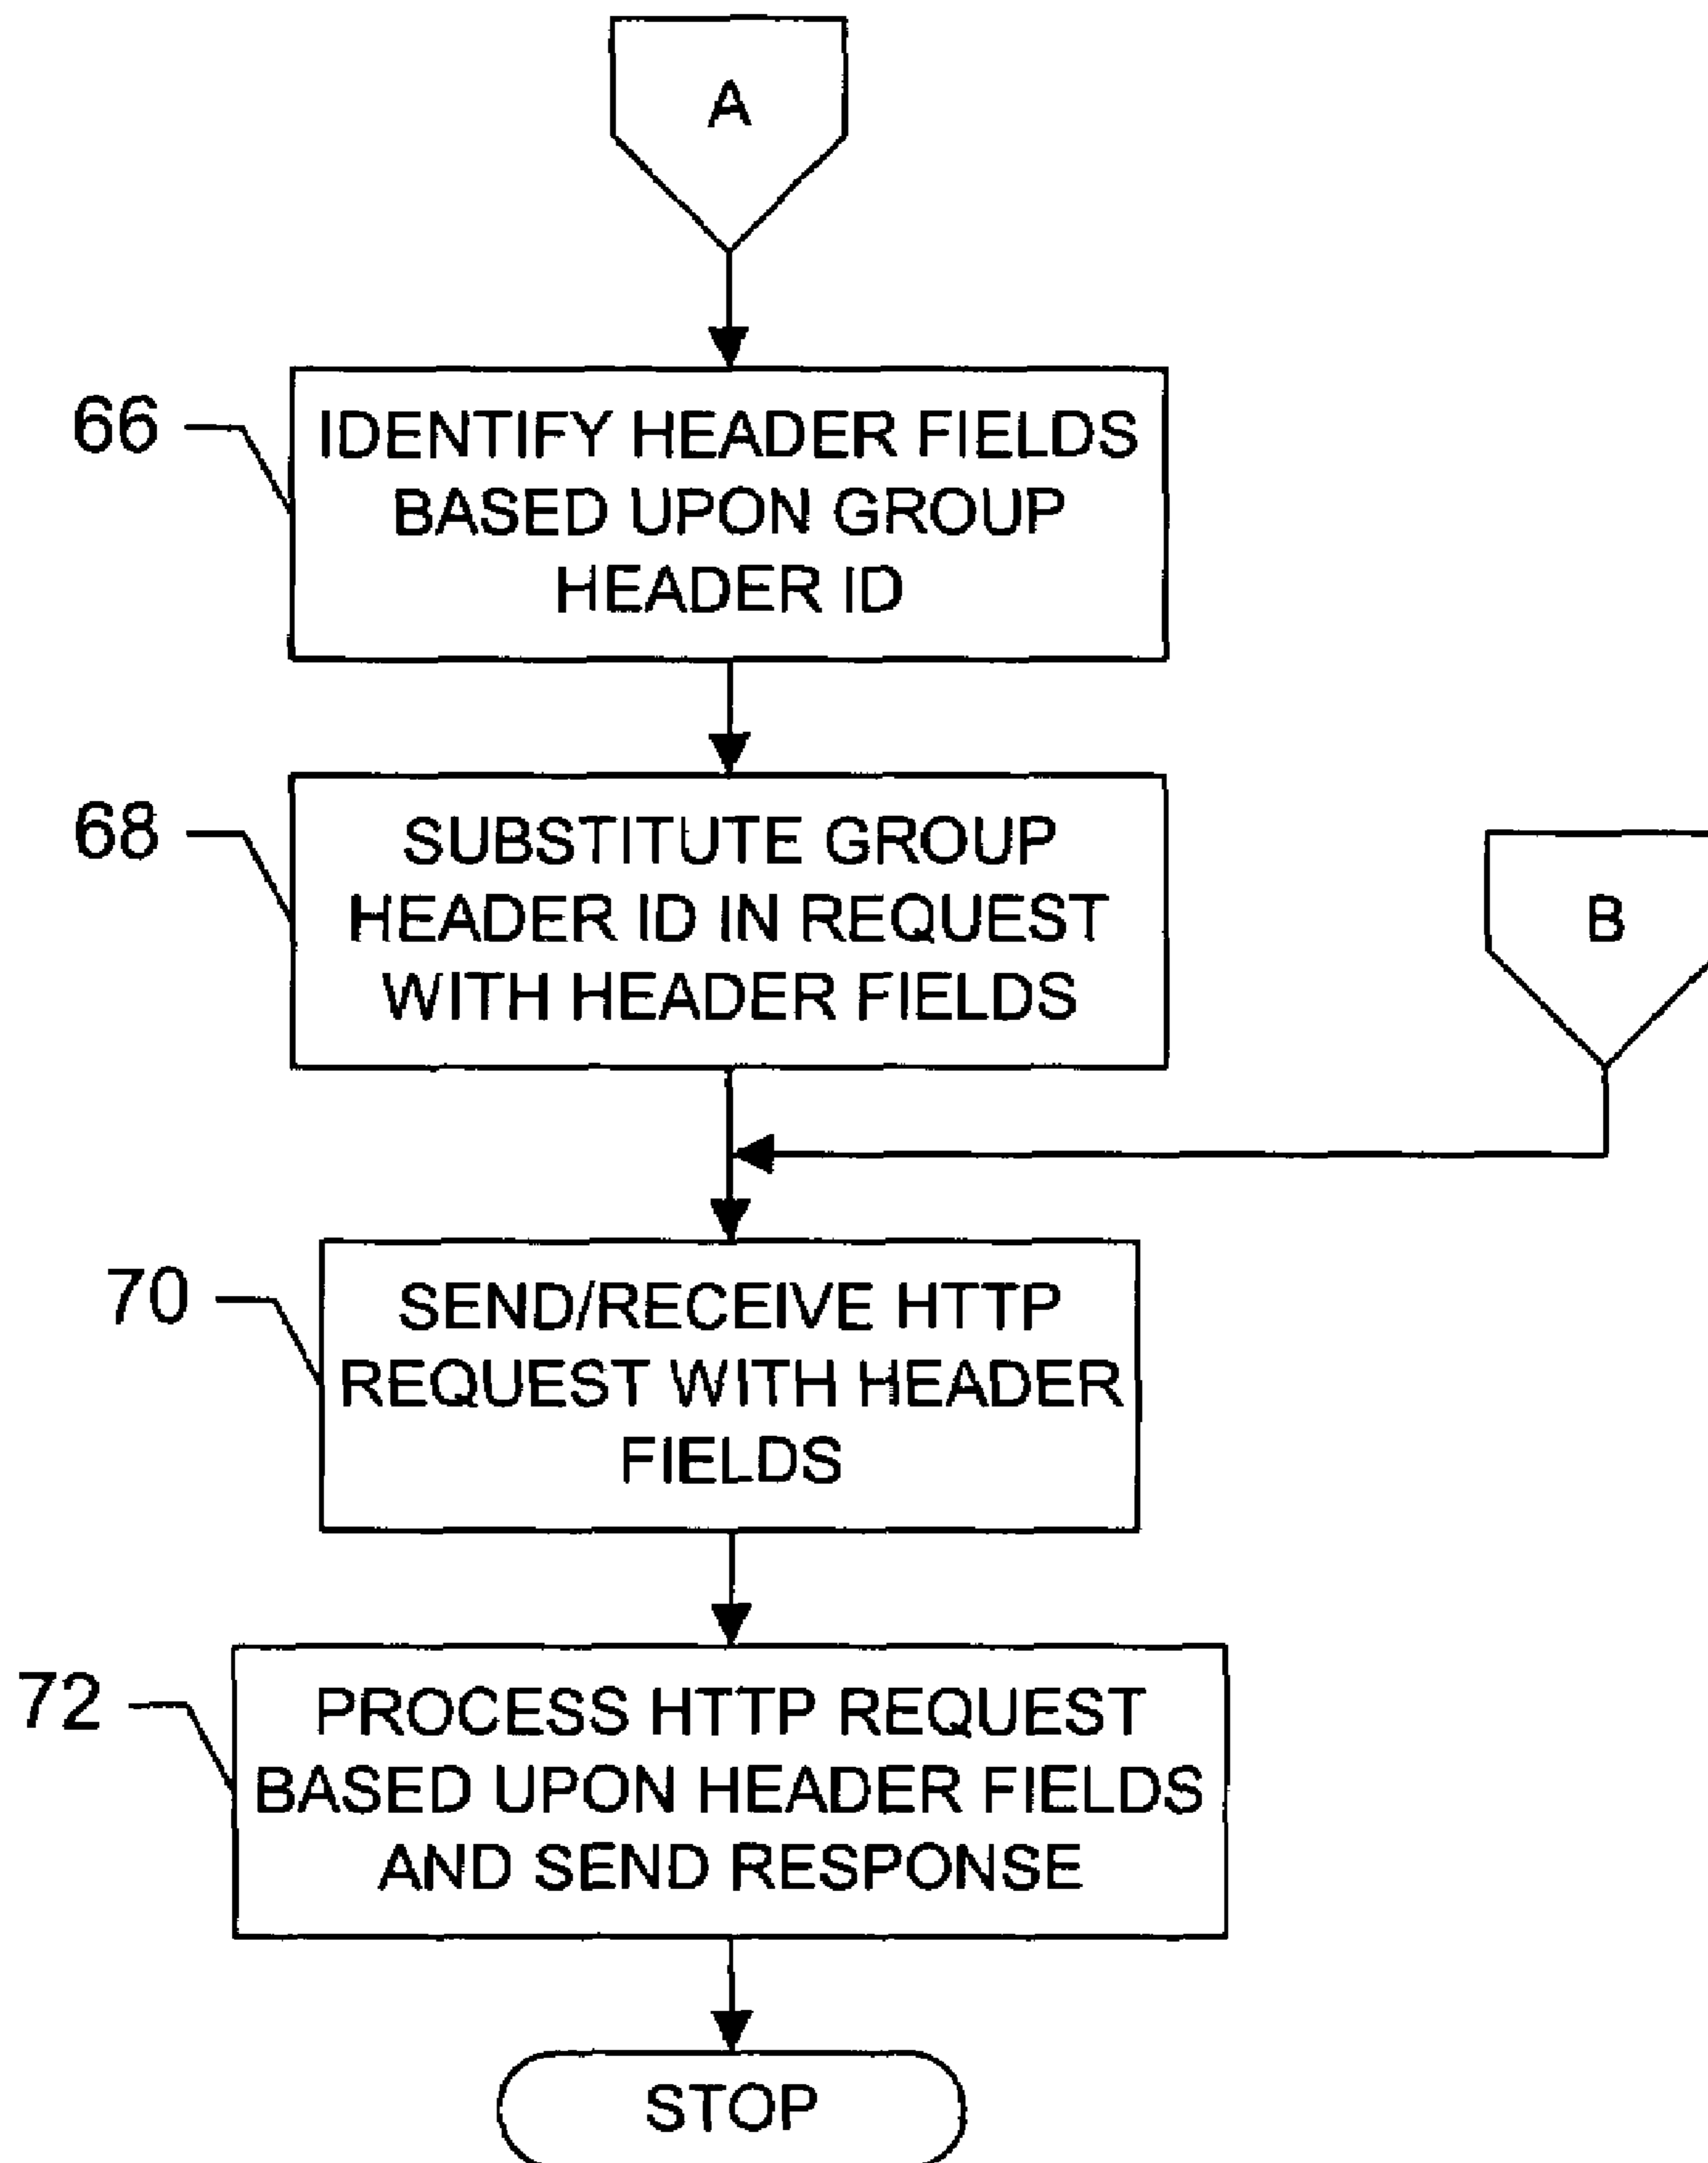 A
66
IDENTIFY HEADER FIELDS
BASED UPON GROUP
HEADER ID
68
SUBSTITUTE GROUP
HEADER ID IN REQUEST
WITH HEADER FIELDS
B
70
SEND/RECEIVE HTTP
REQUEST WITH HEADER
FIELDS
72
PROCESS HTTP REQUEST
BASED UPON HEADER FIELDS
AND SEND RESPONSE
STOP